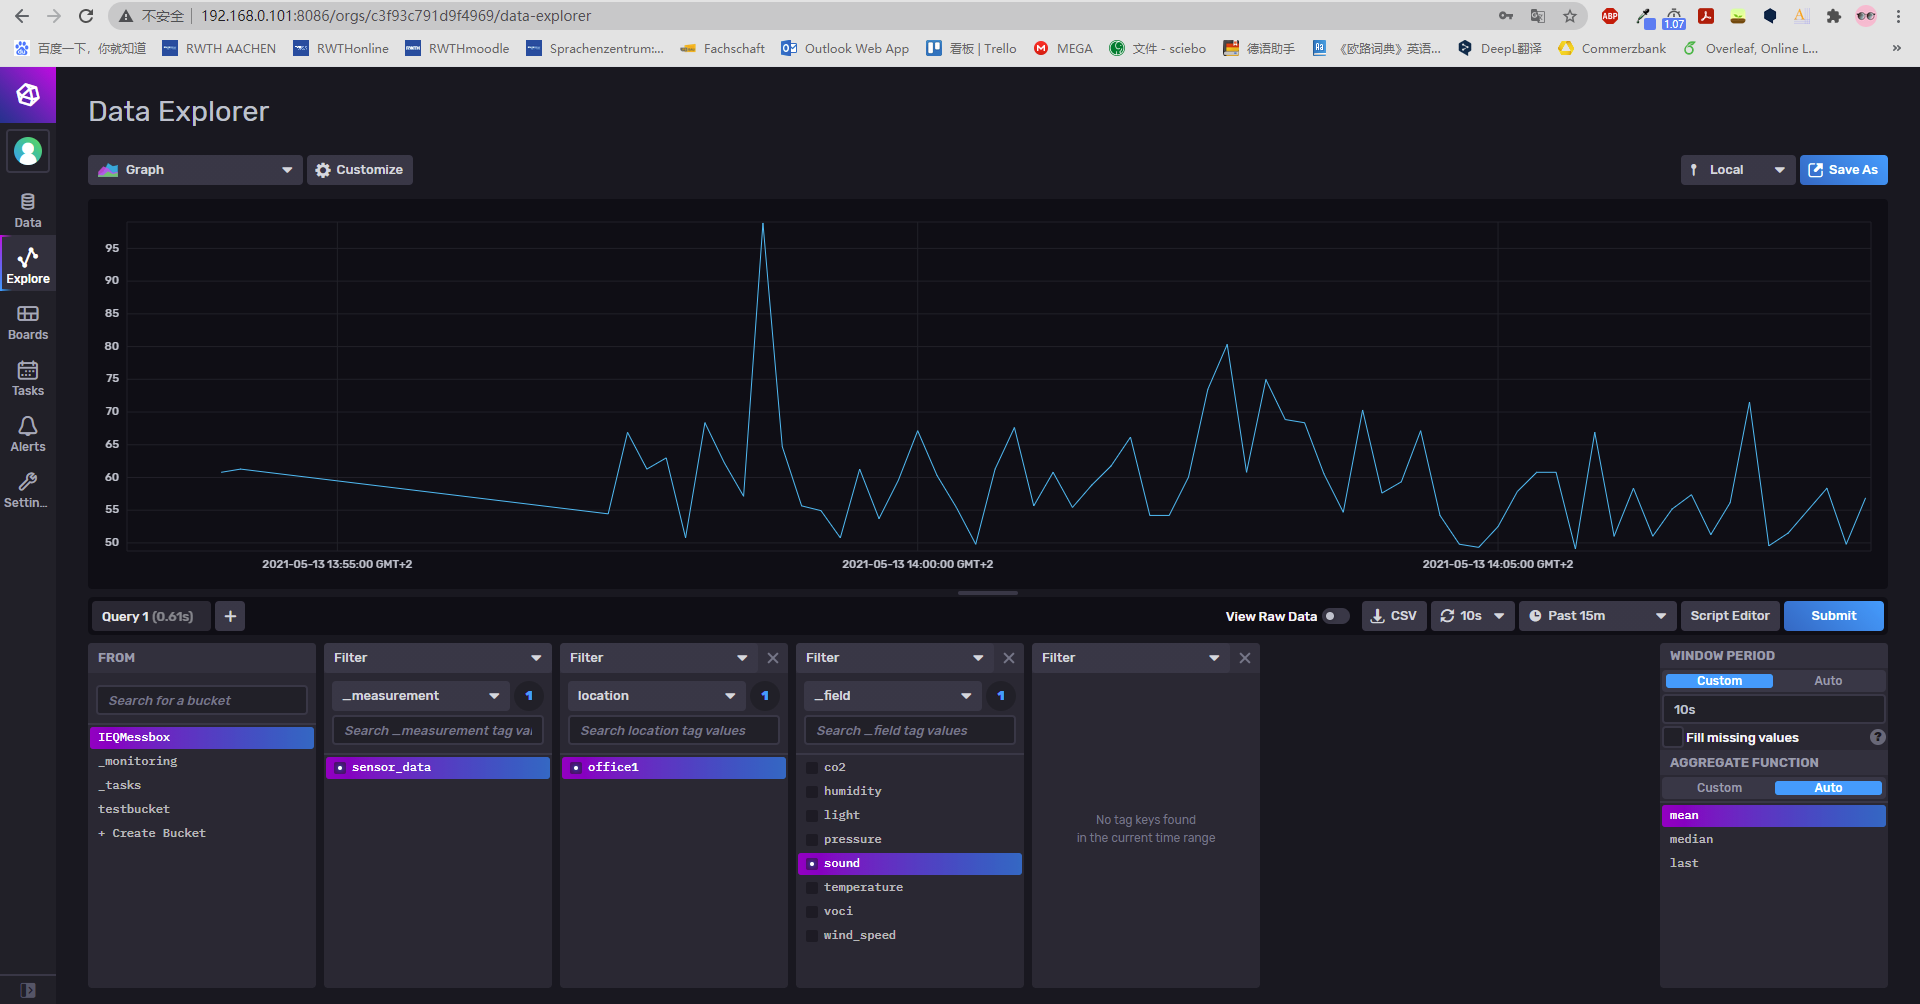 不安全 192.168.0.101:8086/orgs/c3f93c791d9f4969/data-explorer
ABP 1.07
百度一下，你就知道 RWTH AACHEN RWTHonline RWTHmoodle Sprachenzentrum:... Fachschaft Outlook Web App 看板 | Trello MEGA 文件 - sciebo 德语助手 《欧路词典》英语... DeepL翻译 Commerzbank Overleaf, Online L... »
Data Explorer
Graph Customize Local Save As
Data
Explore
Boards
Tasks
Alerts
Settin...
95
90
85
80
75
70
65
60
55
50
2021-05-13 13:55:00 GMT+2 2021-05-13 14:00:00 GMT+2 2021-05-13 14:05:00 GMT+2
Query 1 (0.61s) + View Raw Data CSV 10s Past 15m Script Editor Submit
FROM
Search for a bucket
IEQMessbox
_monitoring
_tasks
testbucket
+ Create Bucket
Filter
_measurement 1
Search _measurement tag va
sensor_data
Filter
location 1
Search location tag values
office1
Filter
_field 1
Search _field tag values
co2
humidity
light
pressure
sound
temperature
voci
wind_speed
Filter
No tag keys found
in the current time range
WINDOW PERIOD
Custom Auto
10s
Fill missing values ?
AGGREGATE FUNCTION
Custom Auto
mean
median
last